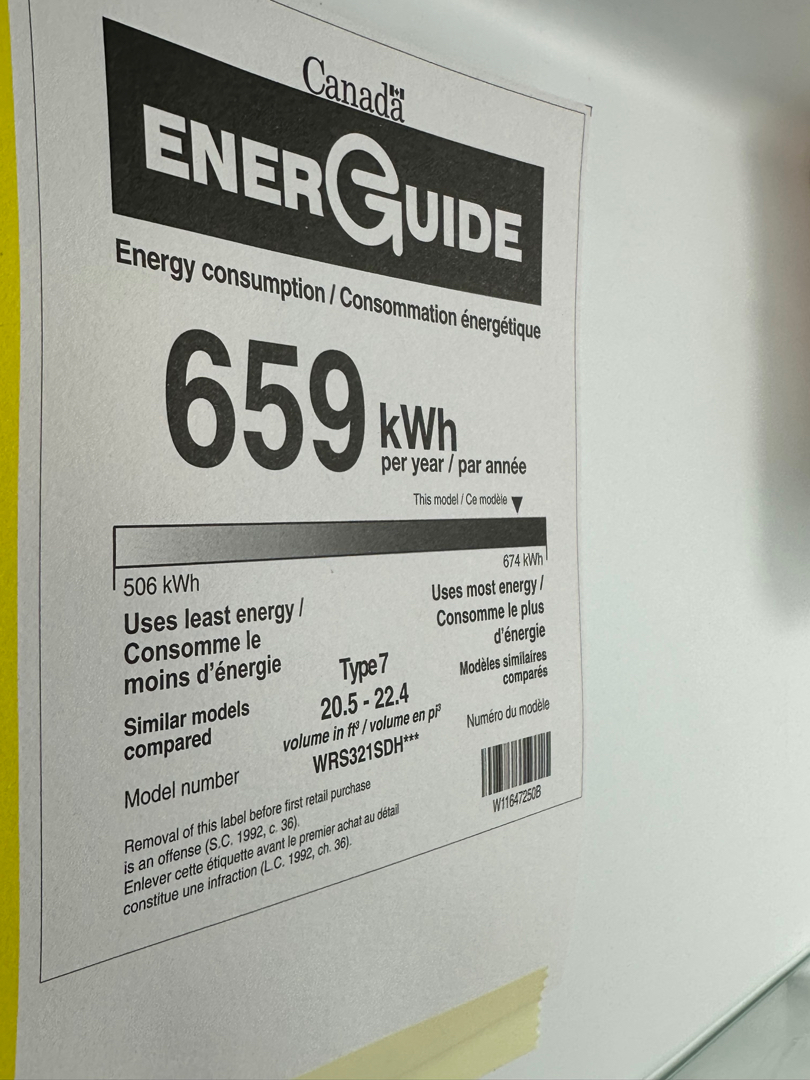 Canada
ENERGUIDE
Energy consumption / Consommation énergétique
659 kWh
per year / par année
This model / Ce modèle
506 kWh
674 kWh
Uses least energy /
Consomme le
moins d'énergie
Uses most energy /
Consomme le plus
d'énergie
Similar models
compared
Type 7
20.5 - 22.4
volume in ft³ / volume en pi³
Modèles similaires
comparés
Model number
WRS321SDH***
Numéro du modèle
W11647250B
Removal of this label before first retail purchase
is an offense (S.C. 1992, c. 36).
Enlever cette étiquette avant le premier achat au détail
constitue une infraction (L.C. 1992, ch. 36).